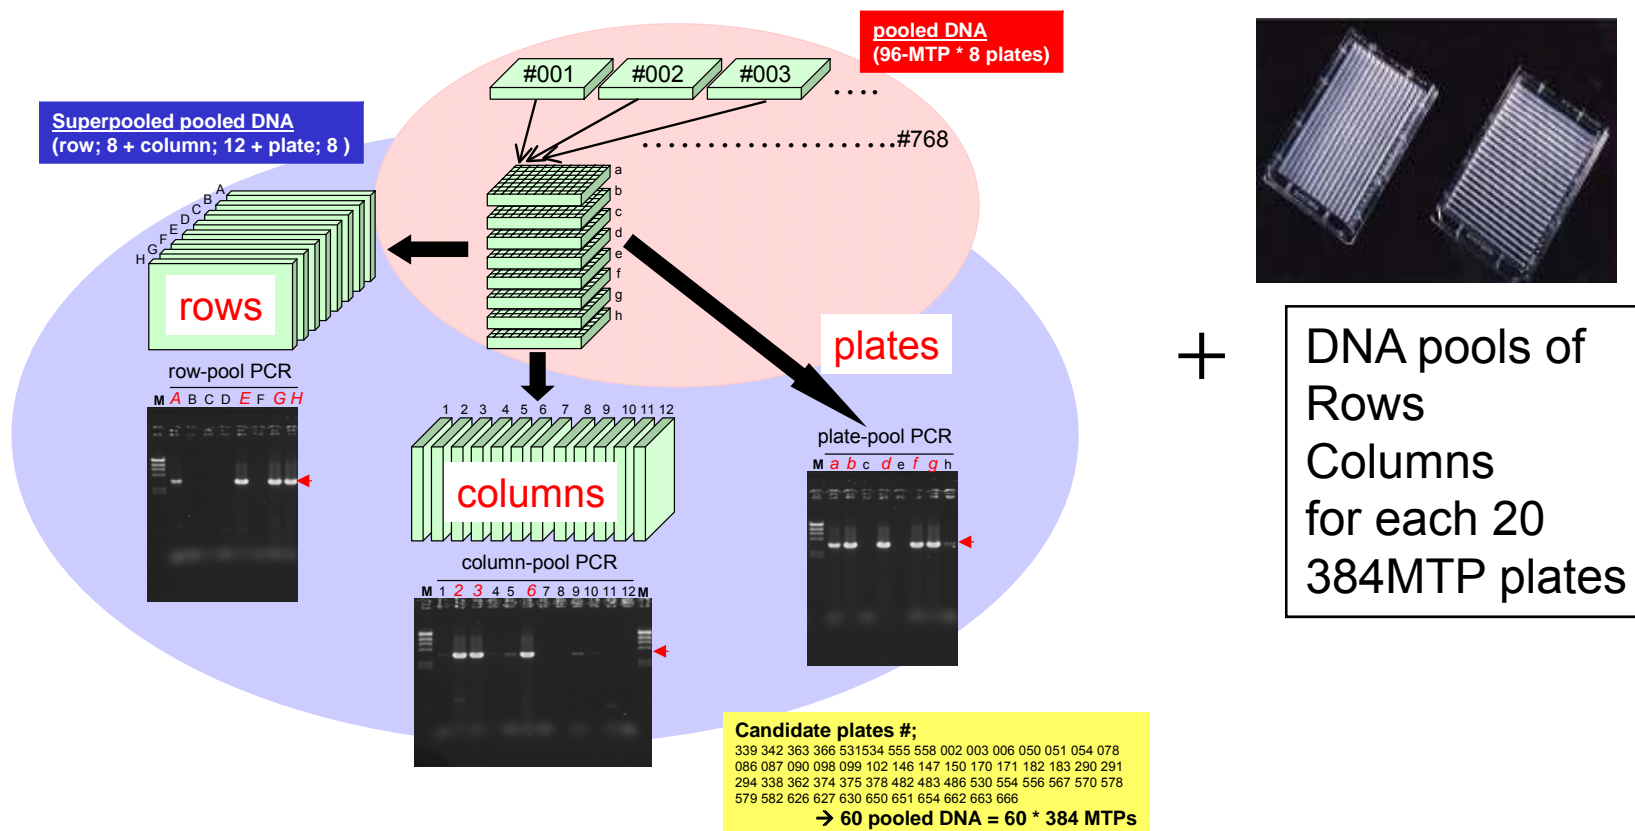 pooled DNA
(96-MTP * 8 plates)
#001 #002 #003 ....
Superpooled pooled DNA
(row; 8 + column; 12 + plate; 8 )
....................#768
a
b
c
d
e
f
g
h
A
B
C
D
E
F
G
H
rows
plates
+
DNA pools of
Rows
Columns
for each 20
384MTP plates
row-pool PCR
M A B C D E F G H
1 2 3 4 5 6 7 8 9 10 11 12
columns
plate-pool PCR
M a b c d e f g h
column-pool PCR
M 1 2 3 4 5 6 7 8 9 10 11 12 M
Candidate plates #;
339 342 363 366 531534 555 558 002 003 006 050 051 054 078
086 087 090 098 099 102 146 147 150 170 171 182 183 290 291
294 338 362 374 375 378 482 483 486 530 554 556 567 570 578
579 582 626 627 630 650 651 654 662 663 666
→ 60 pooled DNA = 60 * 384 MTPs